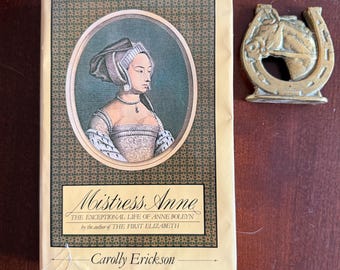 Mistress Anne
THE EXCEPTIONAL LIFE OF ANNE BOLEYN
by the author of THE FIRST ELIZABETH
Carolly Erickson